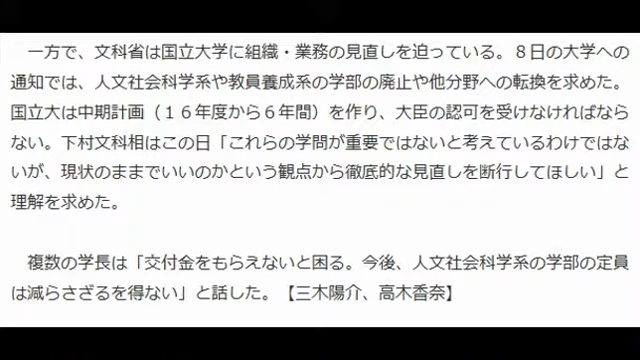 一方で、文科省は国立大学に組織・業務の見直しを迫っている。８日の大学への
通知では、人文社会科学系や教員養成系の学部の廃止や他分野への転換を求めた。
国立大は中期計画（１６年度から６年間）を作り、大臣の認可を受けなければなら
ない。下村文科相はこの日「これらの学問が重要ではないと考えているわけではな
いが、現状のままでいいのかという観点から徹底的な見直しを断行してほしい」と
理解を求めた。
複数の学長は「交付金をもらえないと困る。今後、人文社会科学系の学部の定員
は減らさざるを得ない」と話した。【三木陽介、高木香奈】